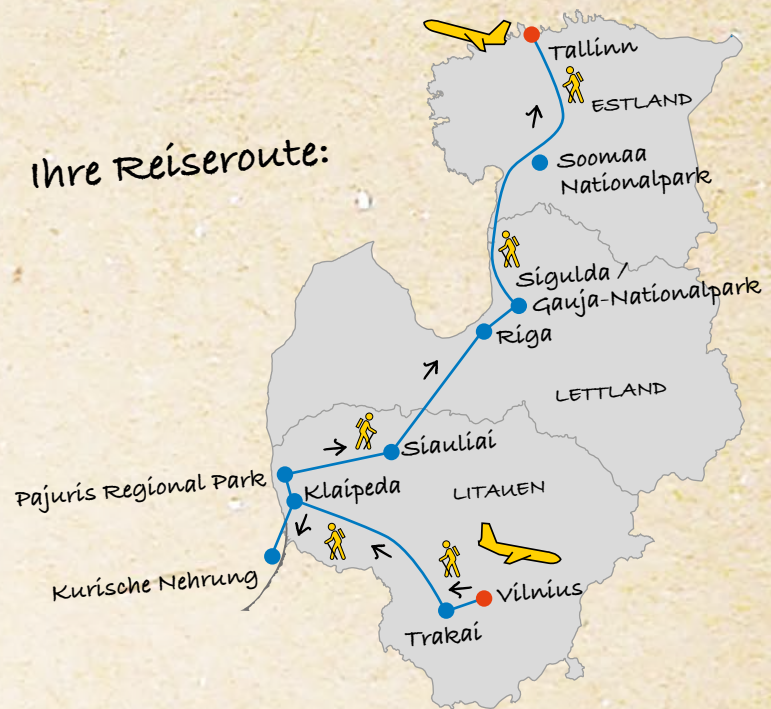 Ihre Reiseroute:
Tallinn
ESTLAND
Soomaa
Nationalpark
Sigulda /
Gauja-Nationalpark
Riga
LETTLAND
Siauliai
Pajuris Regional Park
Klaipeda
LITAUEN
Kurische Nehrung
Vilnius
Trakai